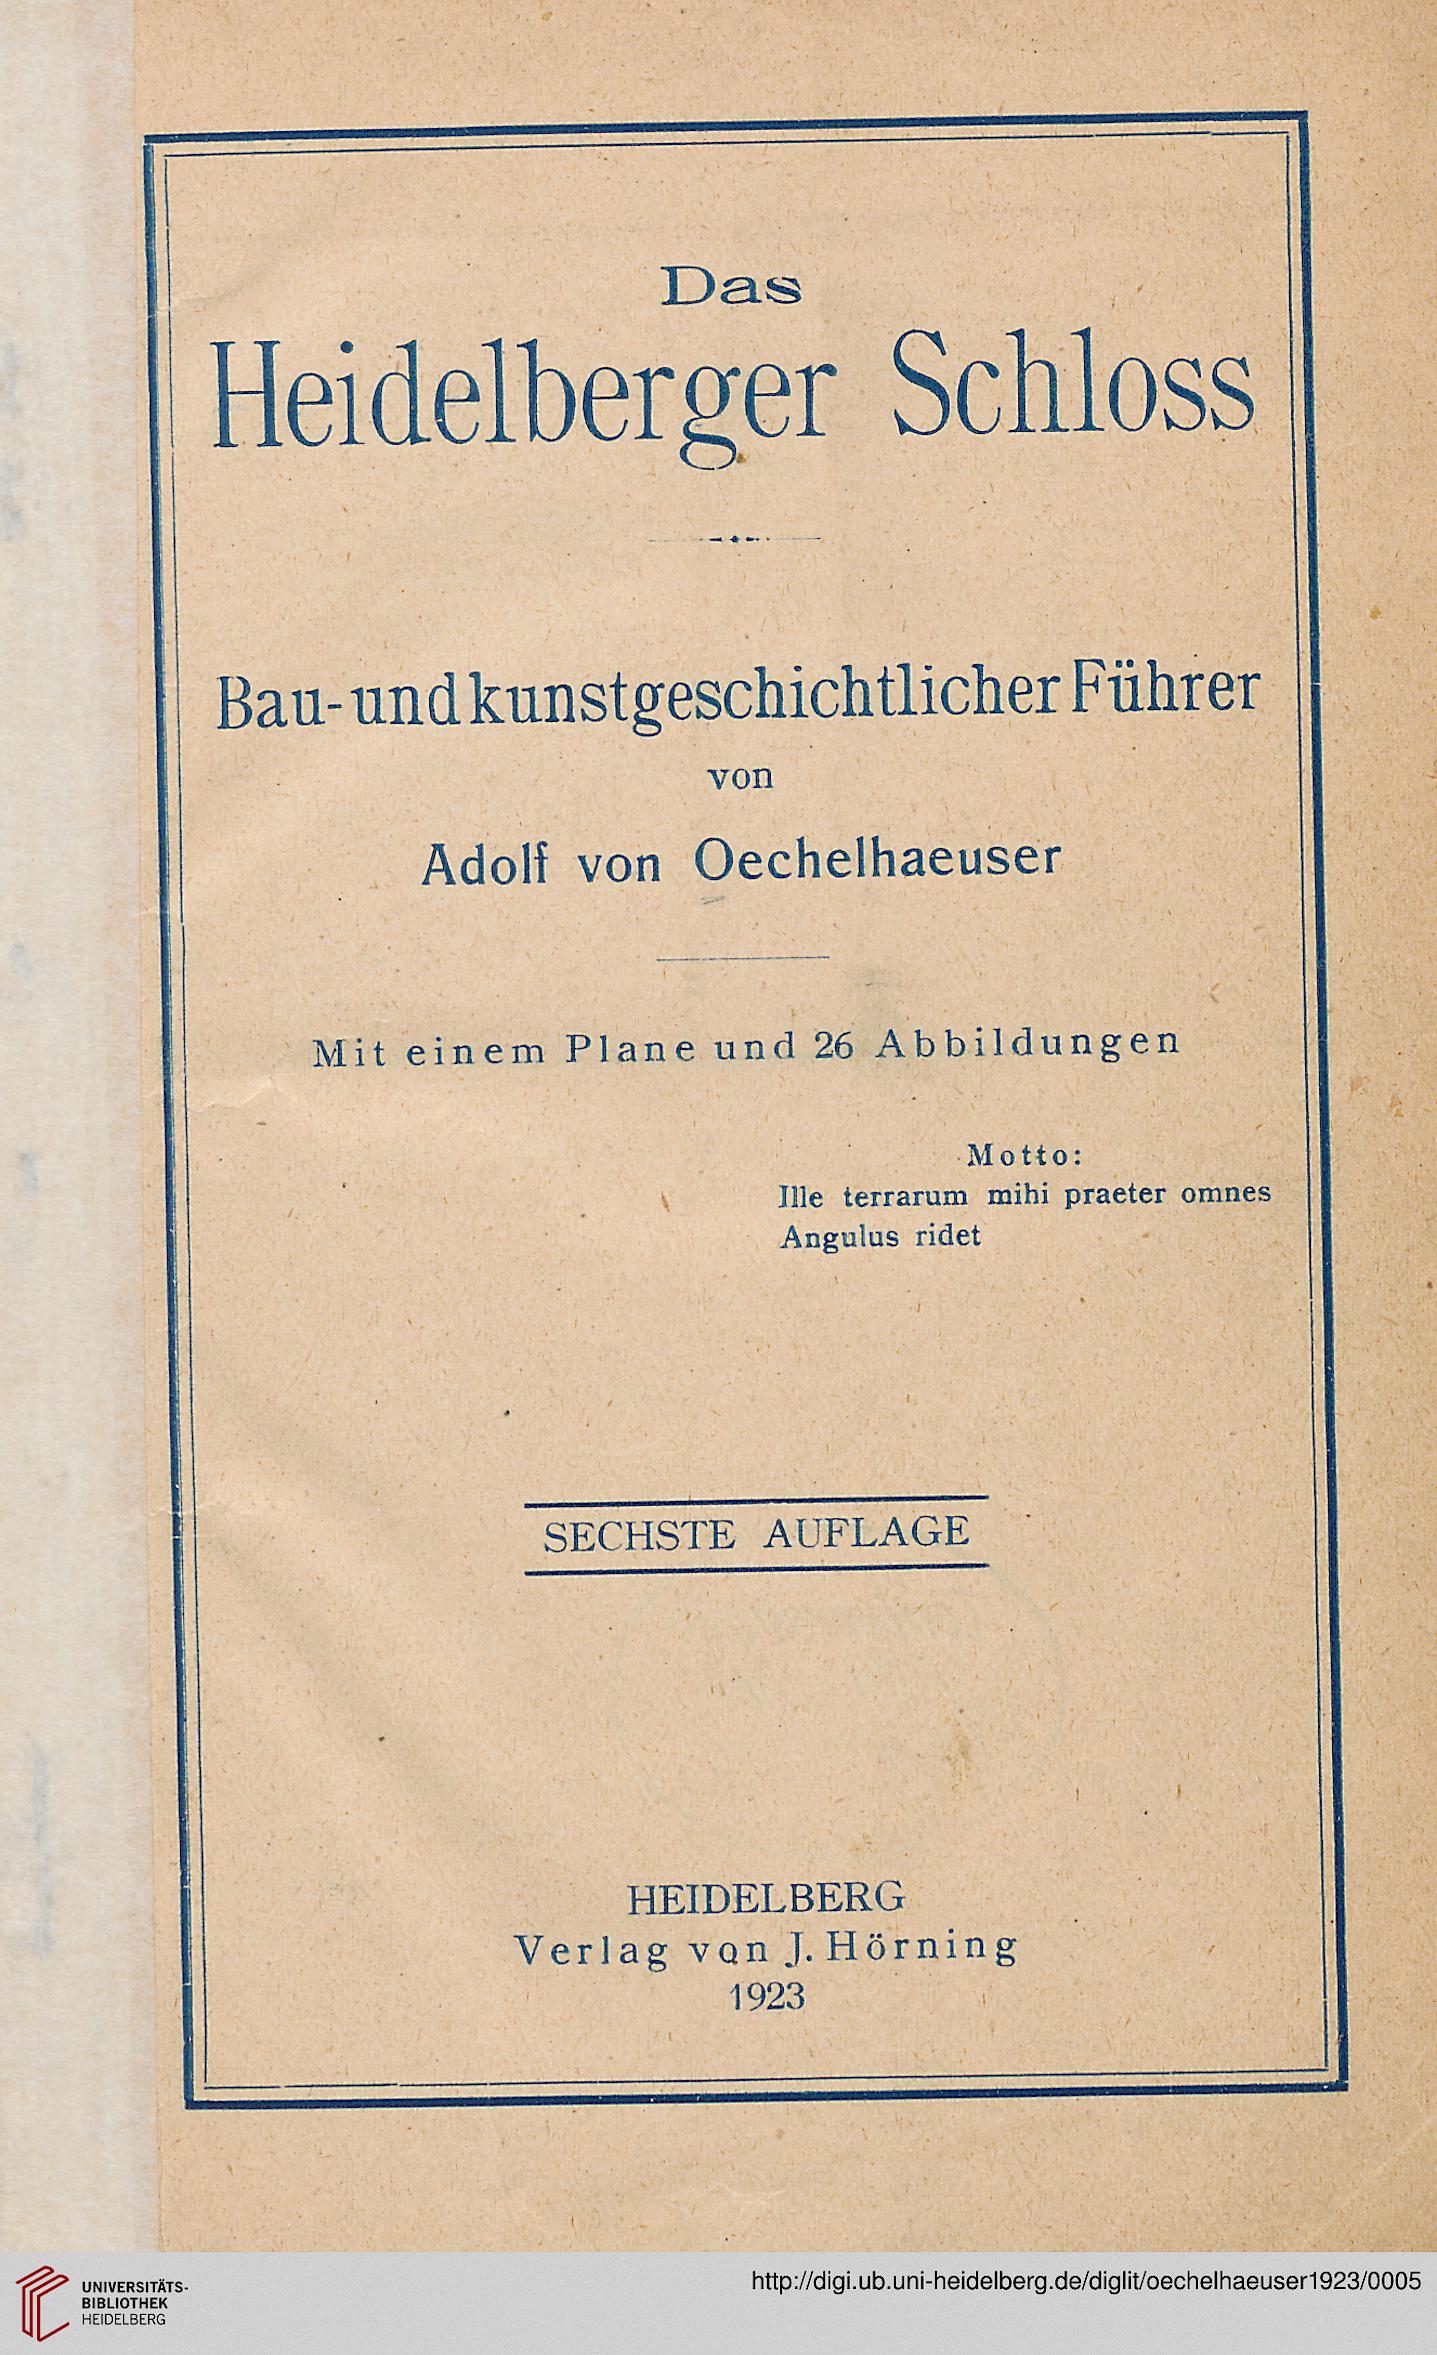 Das
Heidelberger Schloss
Bau- und kunstgeschichtlicher Führer
von
Adolf von Oechelhaeuser
Mit einem Plane und 26 Abbildungen
Motto:
Ille terrarum mihi praeter omnes
Angulus ridet
SECHSTE AUFLAGE
HEIDELBERG
Verlag von J. Hörning
1923
UNIVERSITÄTS-
BIBLIOTHEK
HEIDELBERG
http://digi.ub.uni-heidelberg.de/diglit/oechelhaeuser1923/0005